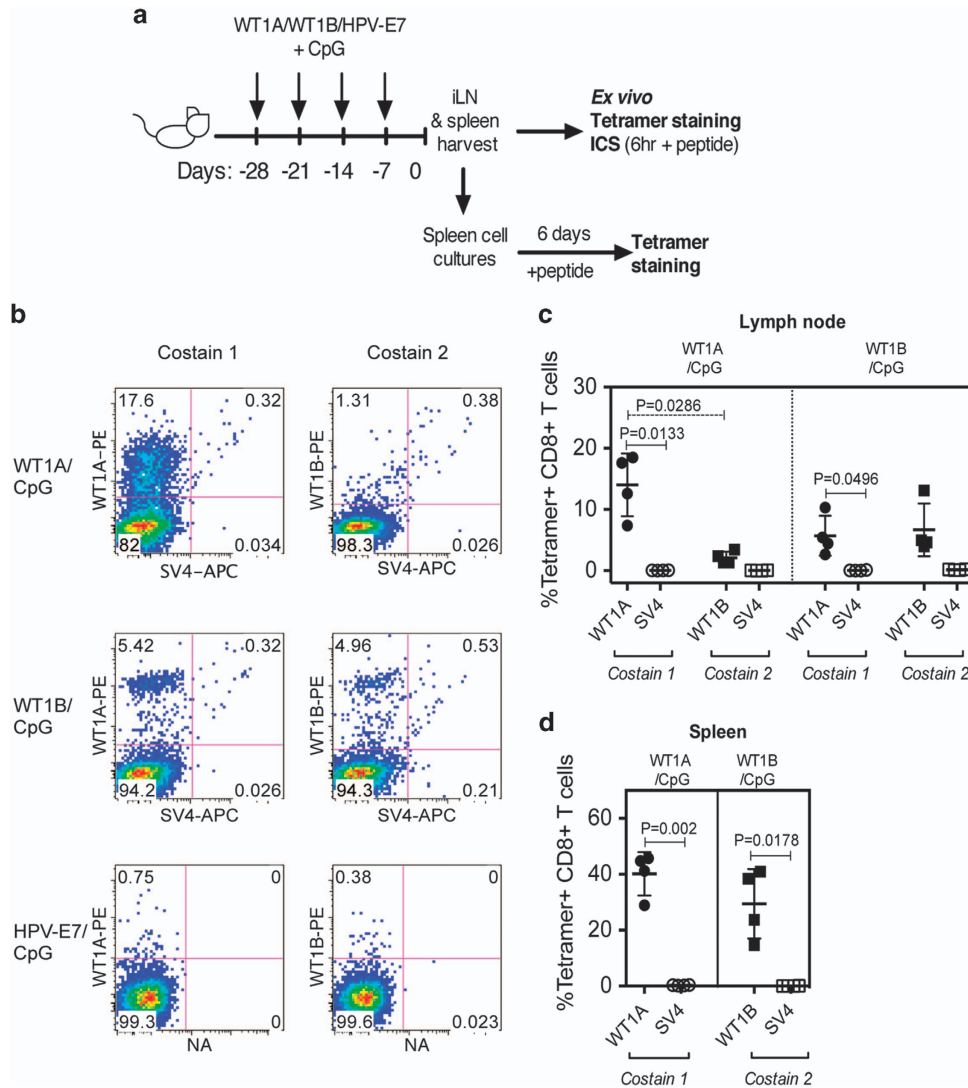 a
WT1A/WT1B/HPV-E7
+ CpG
iLN
& spleen
harvest
Ex vivo
Tetramer staining
ICS (6hr + peptide)
Days: -28 -21 -14 -7 0
Spleen cell
cultures
6 days
+peptide
Tetramer
staining
b
Costain 1
Costain 2
WT1A/
CpG
17.6
0.32
82
0.034
WT1A–PE
SV4–APC
1.31
0.38
98.3
0.026
WT1B-PE
SV4-APC
WT1B/
CpG
5.42
0.32
94.2
0.026
WT1A-PE
SV4-APC
4.96
0.53
94.3
0.21
WT1B-PE
SV4-APC
HPV-E7/
CpG
0.75
0
99.3
0
WT1A-PE
NA
0.38
0
99.6
0.023
WT1B-PE
NA
c
Lymph node
WT1A
/CpG
WT1B
/CpG
%Tetramer+ CD8+ T cells
30
20
10
0
P=0.0286
P=0.0133
P=0.0496
WT1A
SV4
WT1B
SV4
WT1A
SV4
WT1B
SV4
Costain 1
Costain 2
Costain 1
Costain 2
d
Spleen
WT1A
/CpG
WT1B
/CpG
%Tetramer+ CD8+ T cells
60
40
20
0
P=0.002
P=0.0178
WT1A
SV4
WT1B
SV4
Costain 1
Costain 2